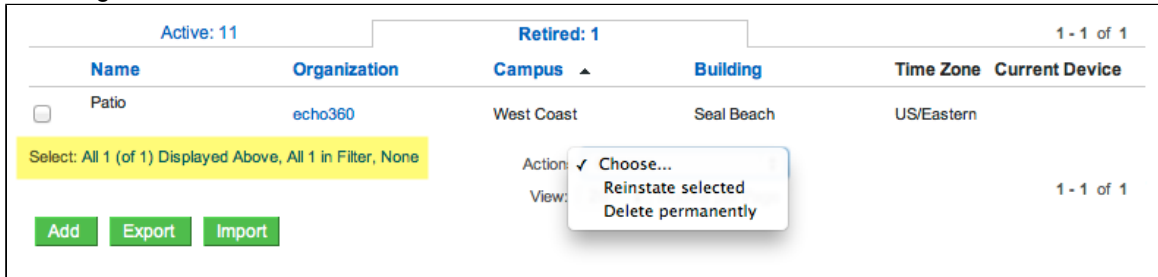 Active: 11 Retired: 1 1 - 1 of 1
Name Organization Campus ▲ Building Time Zone Current Device
Patio echo360 West Coast Seal Beach US/Eastern
Select: All 1 (of 1) Displayed Above, All 1 in Filter, None
Action: ✓ Choose...
Reinstate selected
View: 1 - 1 of 1
Delete permanently
Add Export Import